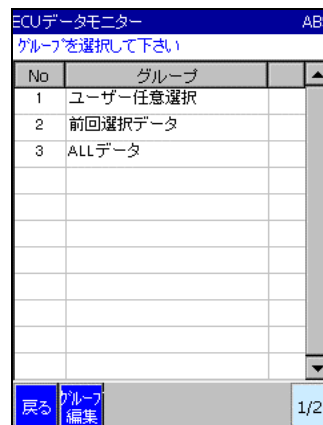 ECUデータモニター AB
ｸﾞﾙｰﾌﾟを選択して下さい
No グループ
1 ユーザー任意選択
2 前回選択データ
3 ALLデータ
戻る ｸﾞﾙｰﾌﾟ編集 1/2